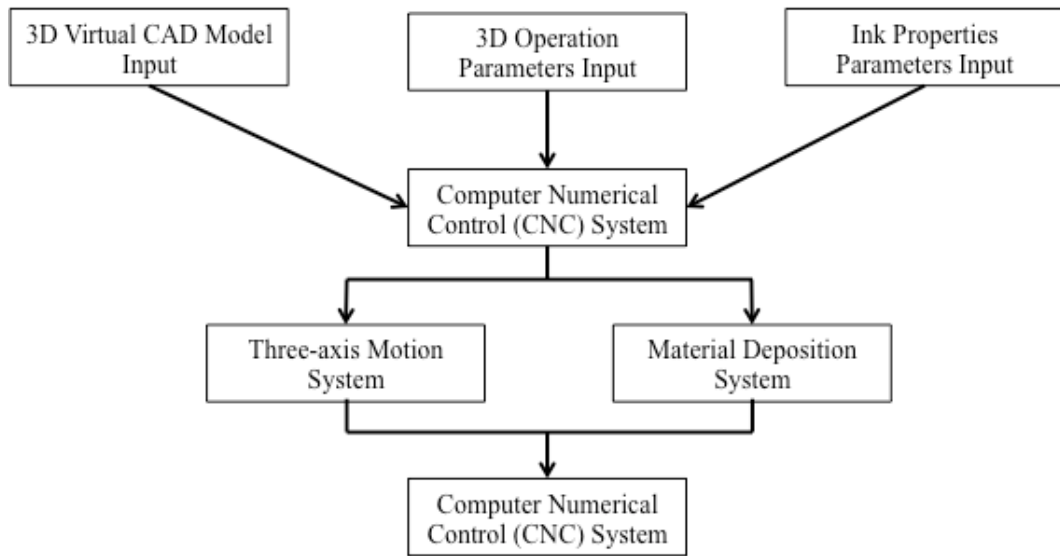 3D Virtual CAD Model
Input
3D Operation
Parameters Input
Ink Properties
Parameters Input
Computer Numerical
Control (CNC) System
Three-axis Motion
System
Material Deposition
System
Computer Numerical
Control (CNC) System